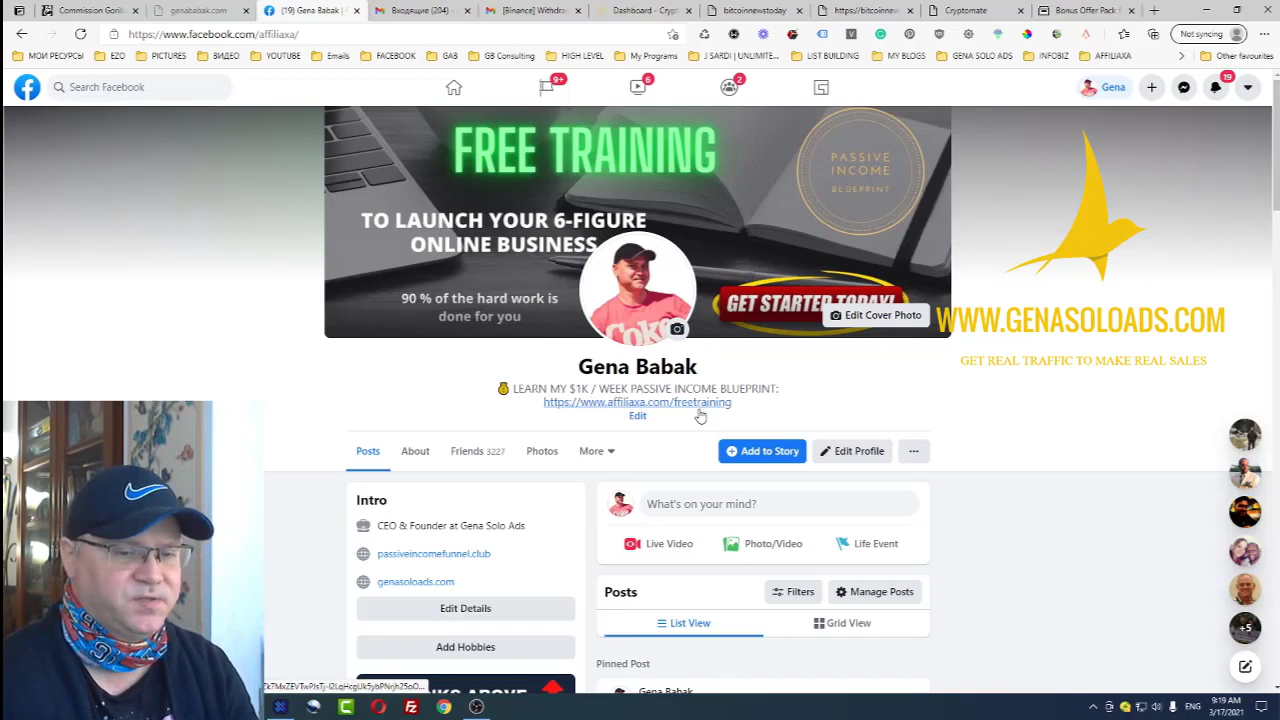 Commission Goril
genababak.com
(19) Gena Babak |
Входящие (204) -
[Binance] Withdra
Dashboard - Crypt
bitcoinnewstoday
https://bitcoinew
Cryptomate
Bonus Offer Pack
https://www.facebook.com/affiliaxa/
Not syncing
МОИ РЕСУРСЫ
EZO
PICTURES
ВИДЕО
YOUTUBE
Emails
FACEBOOK
GAB
GB Consulting
HIGH LEVEL
J SARDI | UNLIMITE...
LIST BUILDING
MY BLOGS
GENA SOLO ADS
INFOBIZ
AFFILIAXA
Other favourites
Search Facebook
9+
6
2
Gena
19
FREE TRAINING
PASSIVE
INCOME
BLUEPRINT
TO LAUNCH YOUR 6-FIGURE
ONLINE BUSINESS
90 % of the hard work is
done for you
Coke
GET STARTED TODAY!
Edit Cover Photo
WWW.GENASOLOADS.COM
GET REAL TRAFFIC TO MAKE REAL SALES
Gena Babak
LEARN MY $1K / WEEK PASSIVE INCOME BLUEPRINT:
https://www.affiliaxa.com/freetraining
Edit
Posts
About
Friends 3227
Photos
More
Add to Story
Edit Profile
Intro
CEO & Founder at Gena Solo Ads
passiveincomefunnel.club
genasoloads.com
Edit Details
Add Hobbies
What's on your mind?
Live Video
Photo/Video
Life Event
Posts
Filters
Manage Posts
List View
Grid View
Pinned Post
Gena Babak
+5
9:19 AM
3/17/2021